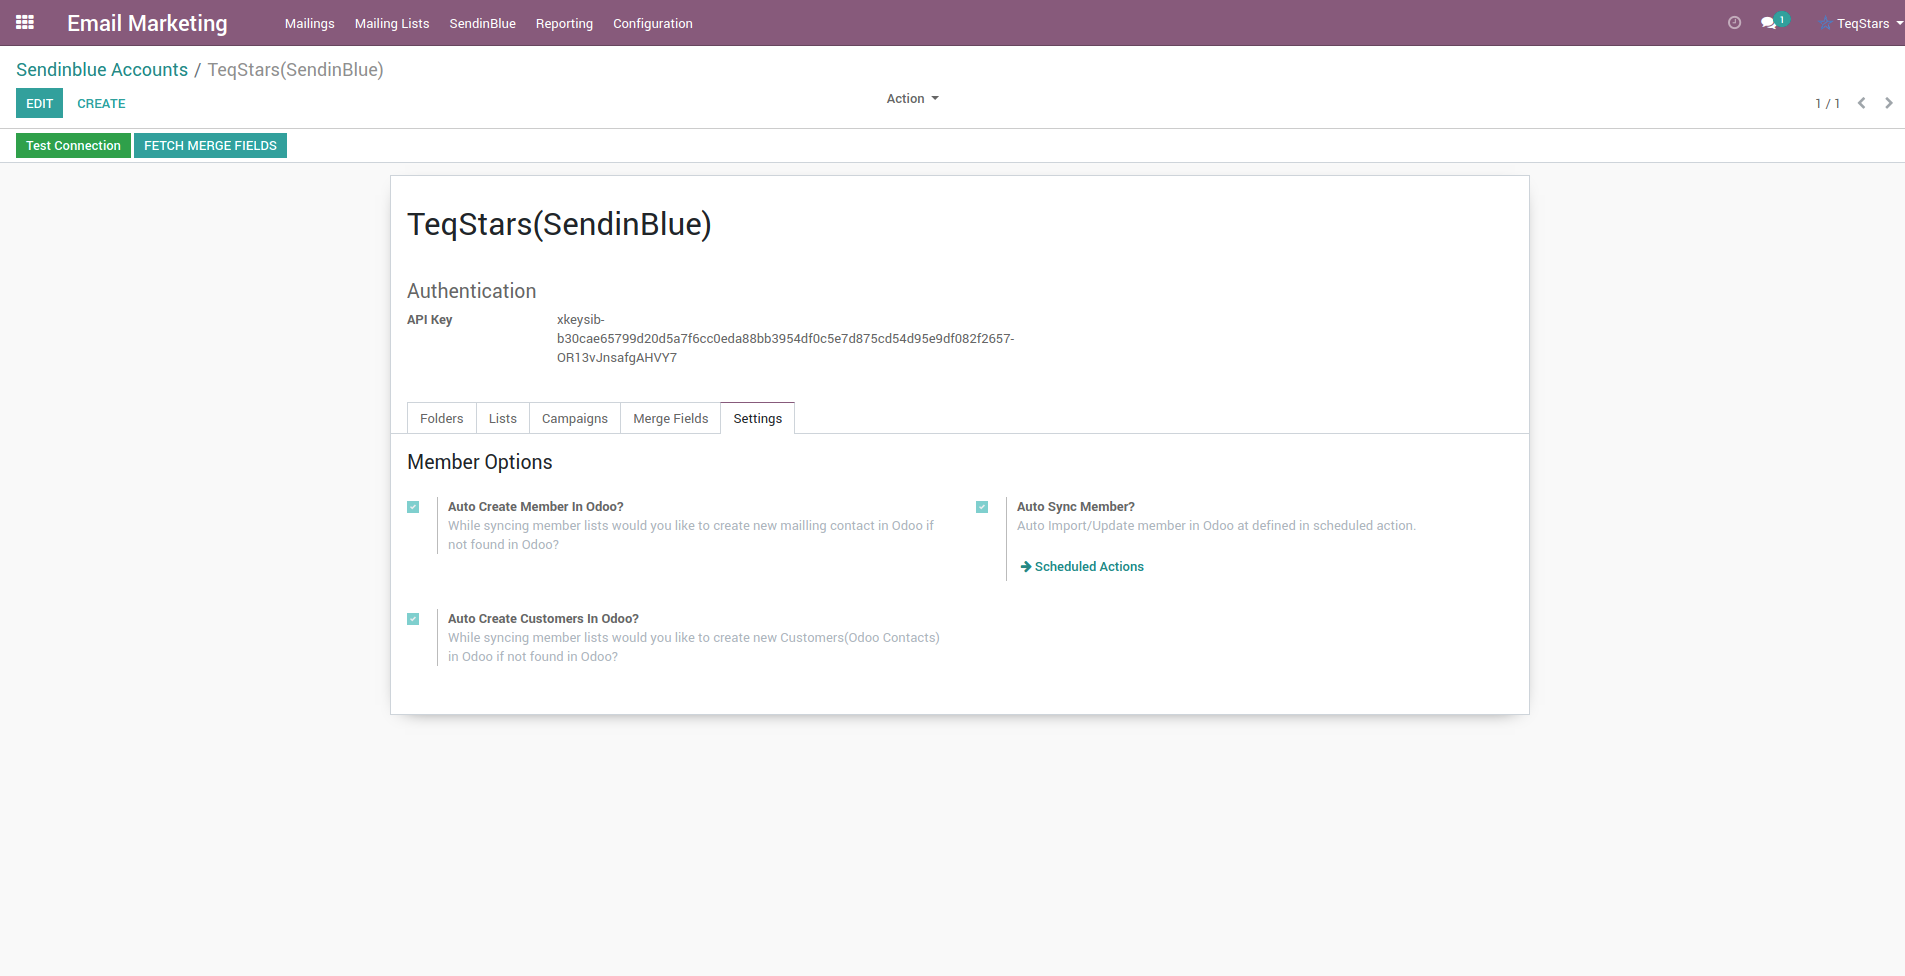 Email Marketing
Mailings Mailing Lists SendinBlue Reporting Configuration
1
TeqStars
Sendinblue Accounts / TeqStars(SendinBlue)
EDIT CREATE
Action
1 / 1
Test Connection FETCH MERGE FIELDS
TeqStars(SendinBlue)
Authentication
API Key
xkeysib-
b30cae65799d20d5a7f6cc0eda88bb3954df0c5e7d875cd54d95e9df082f2657-
OR13vJnsafgAHVY7
Folders Lists Campaigns Merge Fields Settings
Member Options
Auto Create Member In Odoo?
While syncing member lists would you like to create new mailling contact in Odoo if
not found in Odoo?
Auto Sync Member?
Auto Import/Update member in Odoo at defined in scheduled action.
Scheduled Actions
Auto Create Customers In Odoo?
While syncing member lists would you like to create new Customers(Odoo Contacts)
in Odoo if not found in Odoo?